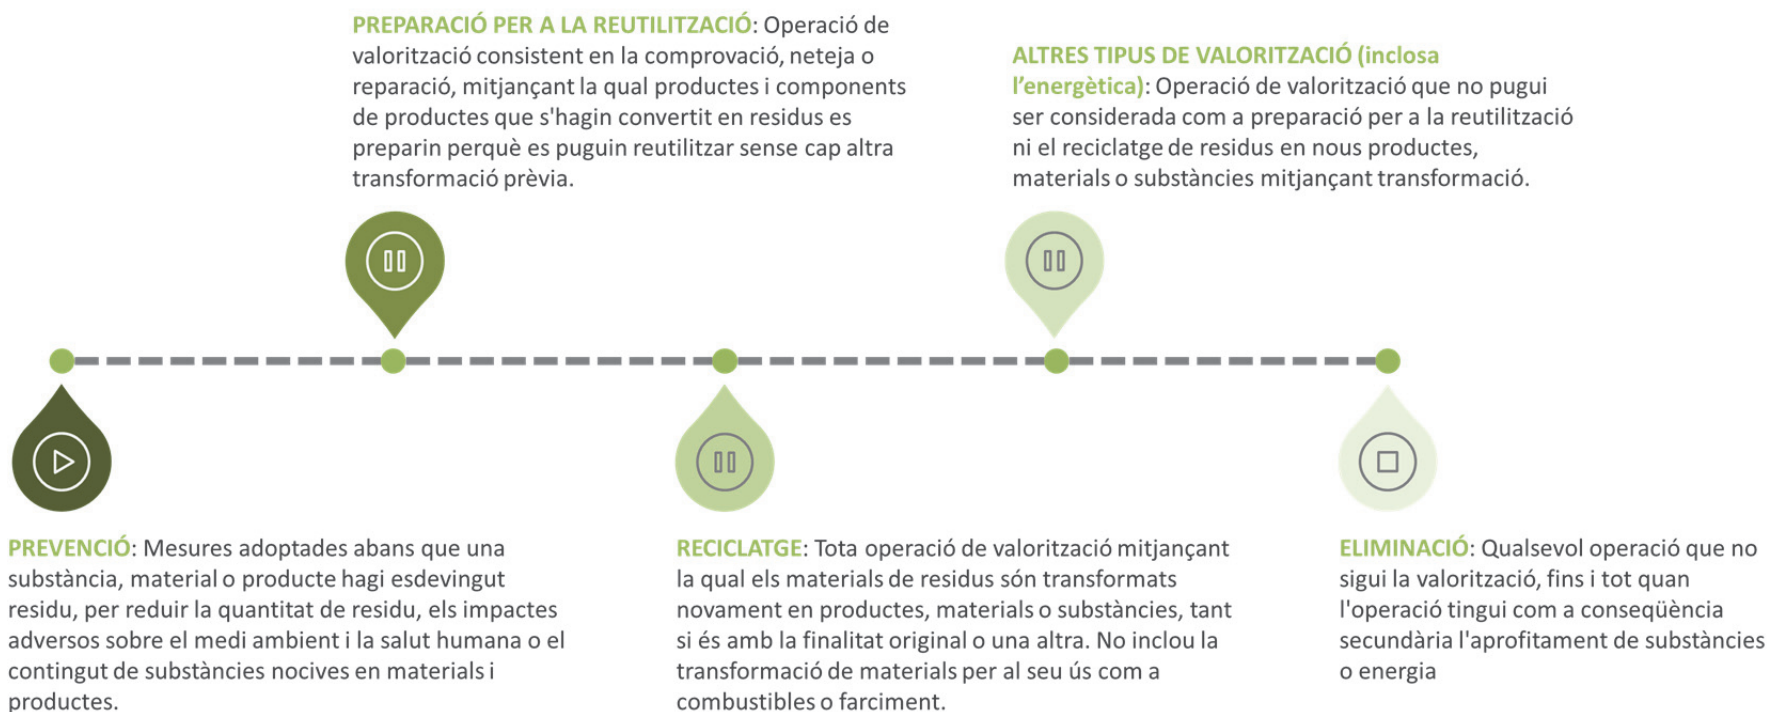 PREPARACIÓ PER A LA REUTILITZACIÓ: Operació de
valorització consistent en la comprovació, neteja o
reparació, mitjançant la qual productes i components
de productes que s'hagin convertit en residus es
preparin perquè es puguin reutilitzar sense cap altra
transformació prèvia.
ALTRES TIPUS DE VALORITZACIÓ (inclosa
l’energètica): Operació de valorització que no pugui
ser considerada com a preparació per a la reutilització
ni el reciclatge de residus en nous productes,
materials o substàncies mitjançant transformació.
PREVENCIÓ: Mesures adoptades abans que una
substància, material o producte hagi esdevingut
residu, per reduir la quantitat de residu, els impactes
adversos sobre el medi ambient i la salut humana o el
contingut de substàncies nocives en materials i
productes.
RECICLATGE: Tota operació de valorització mitjançant
la qual els materials de residus són transformats
novament en productes, materials o substàncies, tant
si és amb la finalitat original o una altra. No inclou la
transformació de materials per al seu ús com a
combustibles o farciment.
ELIMINACIÓ: Qualsevol operació que no
sigui la valorització, fins i tot quan
l'operació tingui com a conseqüència
secundària l'aprofitament de substàncies
o energia